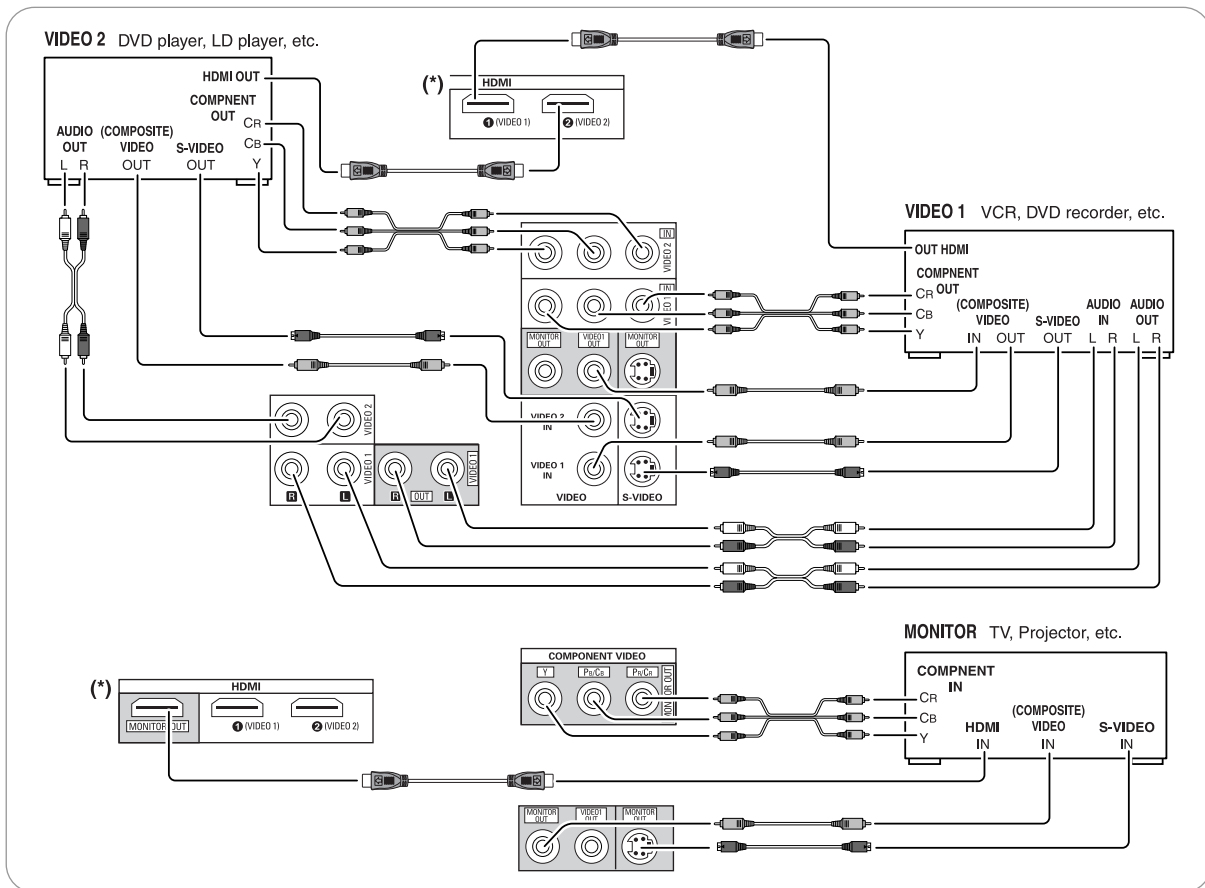 VIDEO 2 DVD player, LD player, etc.
HDMI OUT
COMPNENT
OUT
CR
CB
Y
AUDIO
OUT
L R
(COMPOSITE)
VIDEO
OUT
S-VIDEO
OUT
(*)
HDMI
❶ (VIDEO 1)
❷ (VIDEO 2)
VIDEO 1 VCR, DVD recorder, etc.
OUT HDMI
COMPNENT
OUT
CR
CB
Y
(COMPOSITE)
VIDEO
IN OUT
S-VIDEO
OUT
AUDIO
IN
L R
AUDIO
OUT
L R
IN
VIDEO 2
IN
VIDEO 1
MONITOR
OUT
VIDEO1
OUT
MONITOR
OUT
VIDEO 2
IN
VIDEO 1
IN
VIDEO
S-VIDEO
VIDEO 2
VIDEO 1
R
L
R
OUT
L
VIDEO 1
MONITOR TV, Projector, etc.
COMPNENT
IN
CR
CB
Y
HDMI
IN
(COMPOSITE)
VIDEO
IN
S-VIDEO
IN
COMPONENT VIDEO
Y
PB/CB
PR/CR
MONITOR OUT
(*)
HDMI
MONITOR OUT
❶ (VIDEO 1)
❷ (VIDEO 2)
MONITOR
OUT
VIDEO1
OUT
MONITOR
OUT